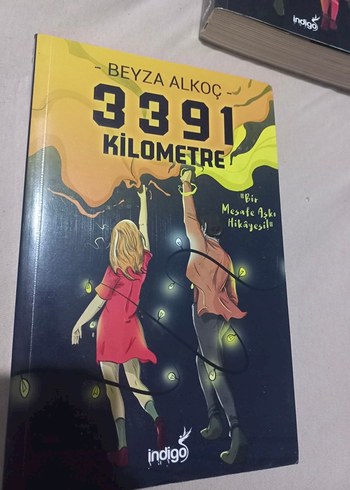 indigo
- BEYZA ALKOÇ -
3391
KİLOMETRE
"Bir
Mesafe Aşkı
Hikâyesi!"
indigo